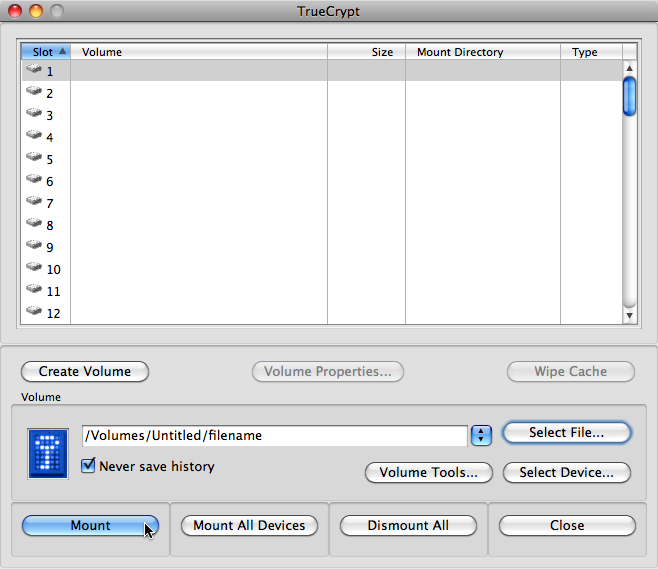 TrueCrypt
Slot Volume Size Mount Directory Type
1
2
3
4
5
6
7
8
9
10
11
12
Create Volume Volume Properties... Wipe Cache
Volume
/Volumes/Untitled/filename Select File...
Never save history
Volume Tools... Select Device...
Mount Mount All Devices Dismount All Close